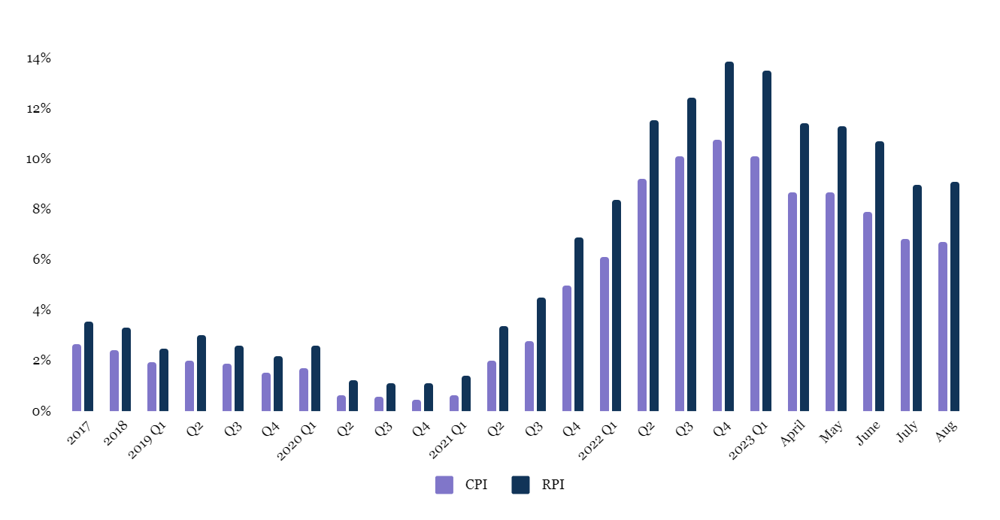 14%
12%
10%
8%
6%
4%
2%
0%
2017
2018
2019 Q1
Q2
Q3
Q4
2020 Q1
Q2
Q3
Q4
2021 Q1
Q2
Q3
Q4
2022 Q1
Q2
Q3
Q4
2023 Q1
April
May
June
July
Aug
CPI
RPI